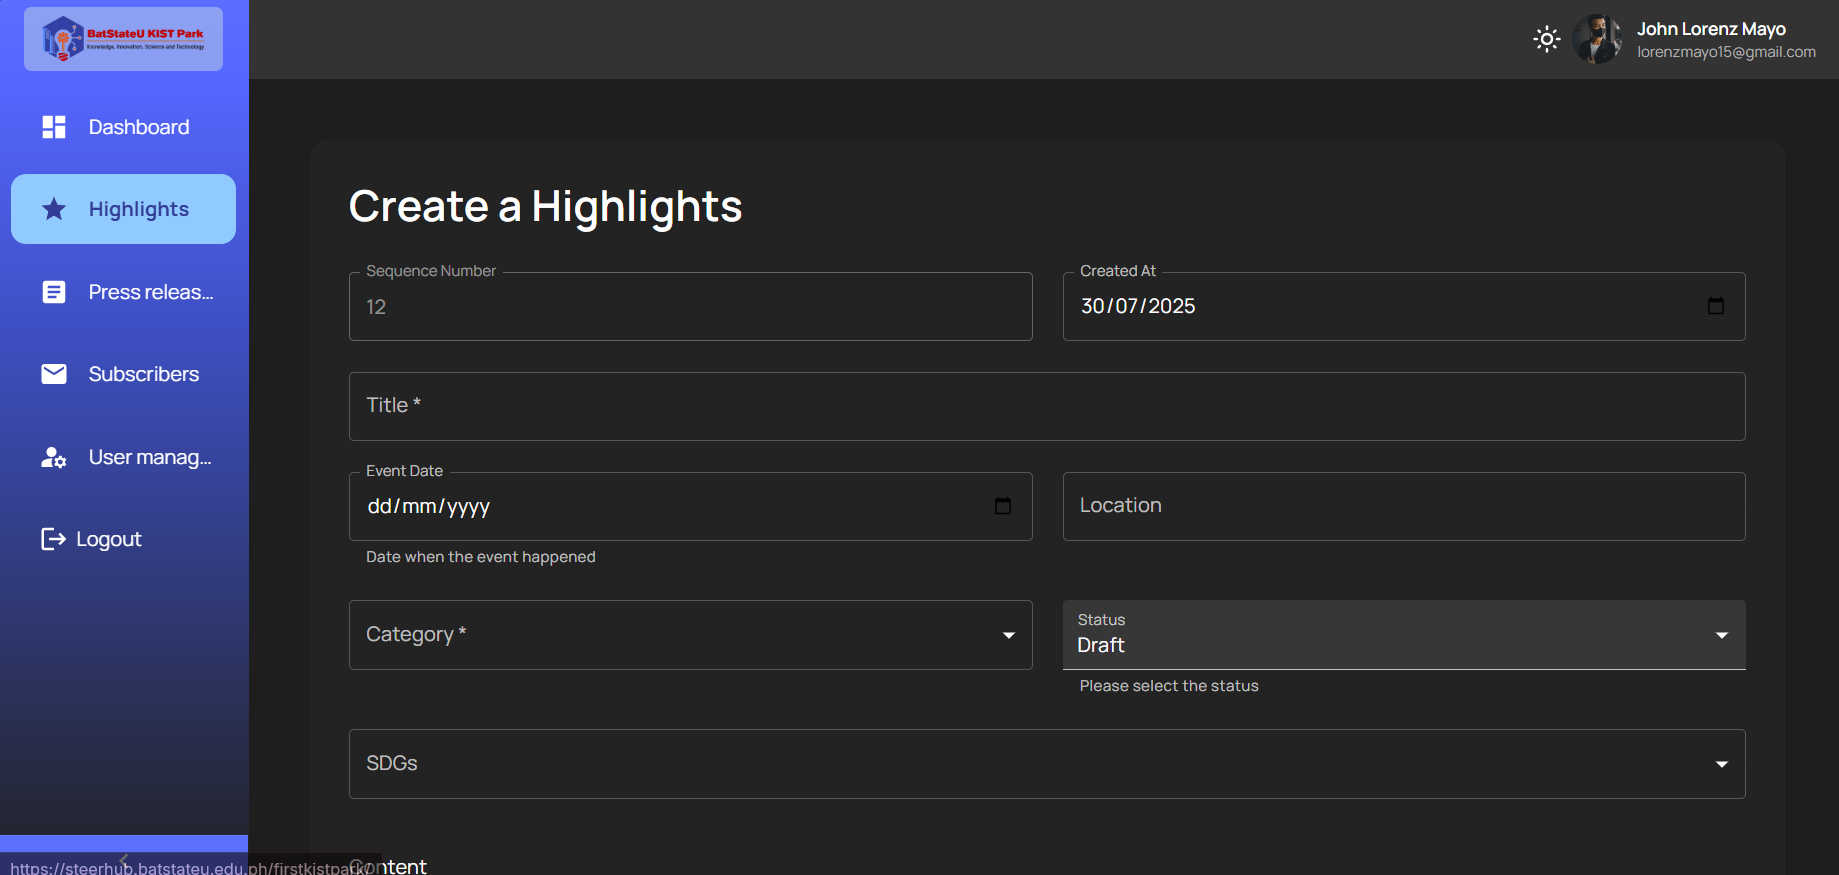 BatStateU KIST Park
Knowledge, Innovation, Science and Technology
John Lorenz Mayo
lorenzmayo15@gmail.com
Dashboard
Highlights
Press releas...
Subscribers
User manag...
Logout
Create a Highlights
Sequence Number
12
Created At
30/07/2025
Title *
Event Date
dd/mm/yyyy
Date when the event happened
Location
Category *
Status
Draft
Please select the status
SDGs
Content
https://steerhub.batstateu.edu.ph/firstkistpark/